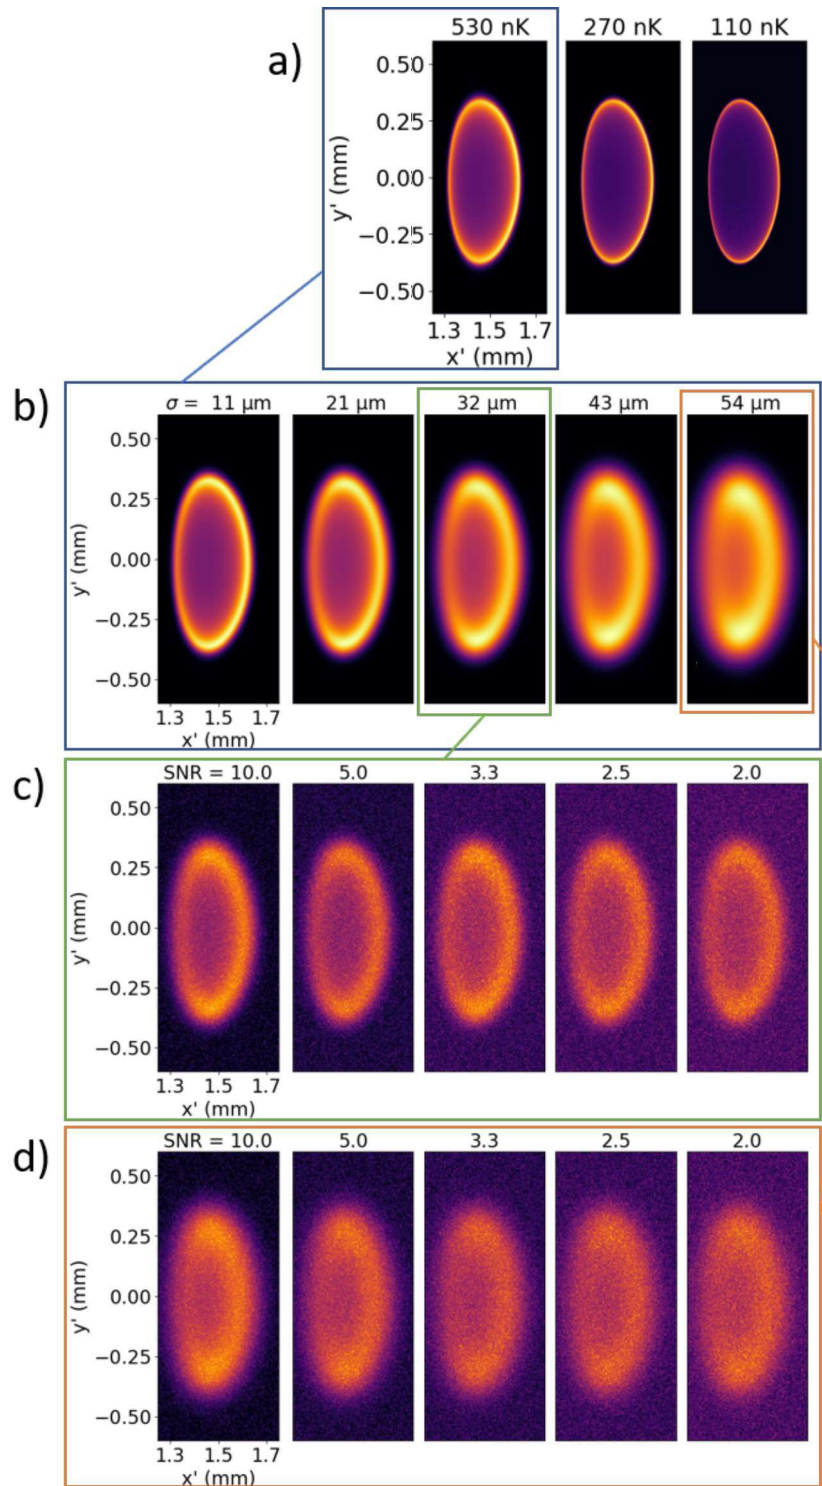 a)
530 nK 270 nK 110 nK
0.50
0.25
0.00
−0.25
−0.50
y' (mm)
1.3 1.5 1.7
x' (mm)
b)
σ = 11 μm 21 μm 32 μm 43 μm 54 μm
0.50
0.25
0.00
−0.25
−0.50
y' (mm)
1.3 1.5 1.7
x' (mm)
c)
SNR = 10.0 5.0 3.3 2.5 2.0
0.50
0.25
0.00
−0.25
−0.50
y' (mm)
1.3 1.5 1.7
x' (mm)
d)
SNR = 10.0 5.0 3.3 2.5 2.0
0.50
0.25
0.00
−0.25
−0.50
y' (mm)
1.3 1.5 1.7
x' (mm)